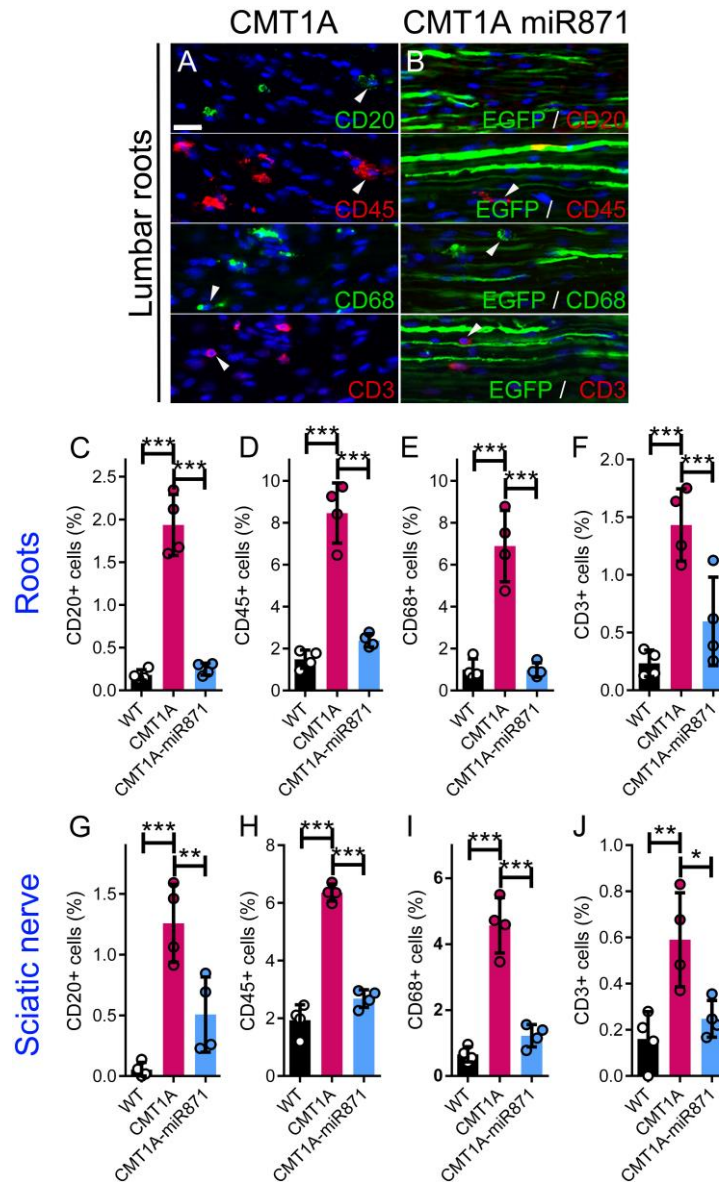 CMT1A CMT1A miR871
Lumbar roots
A B
CD20 EGFP / CD20
CD45 EGFP / CD45
CD68 EGFP / CD68
CD3 EGFP / CD3
Roots
C
CD20+ cells (%)
2.5
2.0
1.5
1.0
0.5
0.0
***
***
WT
CMT1A
CMT1A-miR871
D
CD45+ cells (%)
10
8
6
4
2
0
***
***
WT
CMT1A
CMT1A-miR871
E
CD68+ cells (%)
10
8
6
4
2
0
***
***
WT
CMT1A
CMT1A-miR871
F
CD3+ cells (%)
2.0
1.5
1.0
0.5
0.0
***
***
WT
CMT1A
CMT1A-miR871
Sciatic nerve
G
CD20+ cells (%)
1.5
1.0
0.5
0.0
***
**
WT
CMT1A
CMT1A-miR871
H
CD45+ cells (%)
8
6
4
2
0
***
***
WT
CMT1A
CMT1A-miR871
I
CD68+ cells (%)
6
4
2
6
***
***
WT
CMT1A
CMT1A-miR871
J
CD3+ cells (%)
1.0
0.8
0.6
0.4
0.2
0.0
**
*
WT
CMT1A
CMT1A-miR871